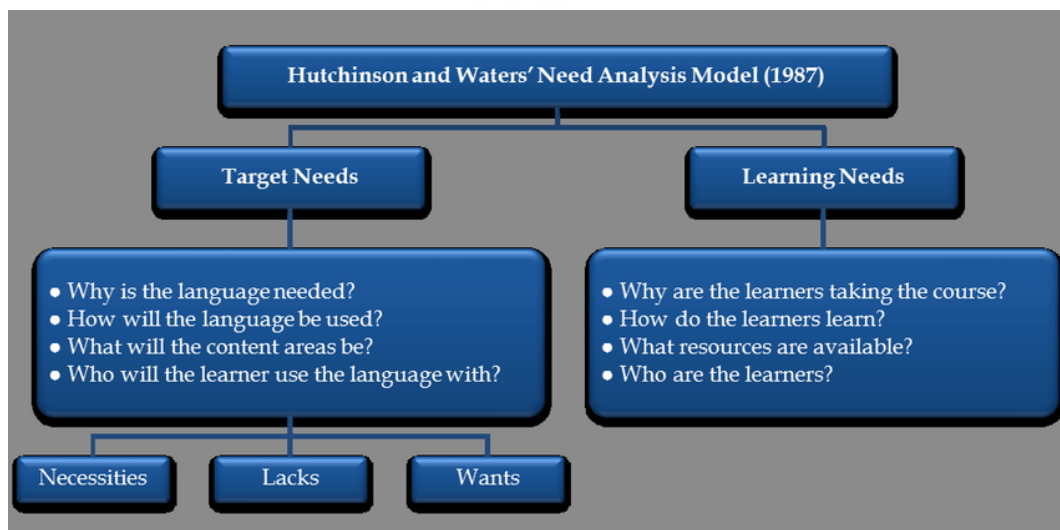 Hutchinson and Waters’ Need Analysis Model (1987)
Target Needs
Learning Needs
● Why is the language needed?
● How will the language be used?
● What will the content areas be?
● Who will the learner use the language with?
● Why are the learners taking the course?
● How do the learners learn?
● What resources are available?
● Who are the learners?
Necessities
Lacks
Wants